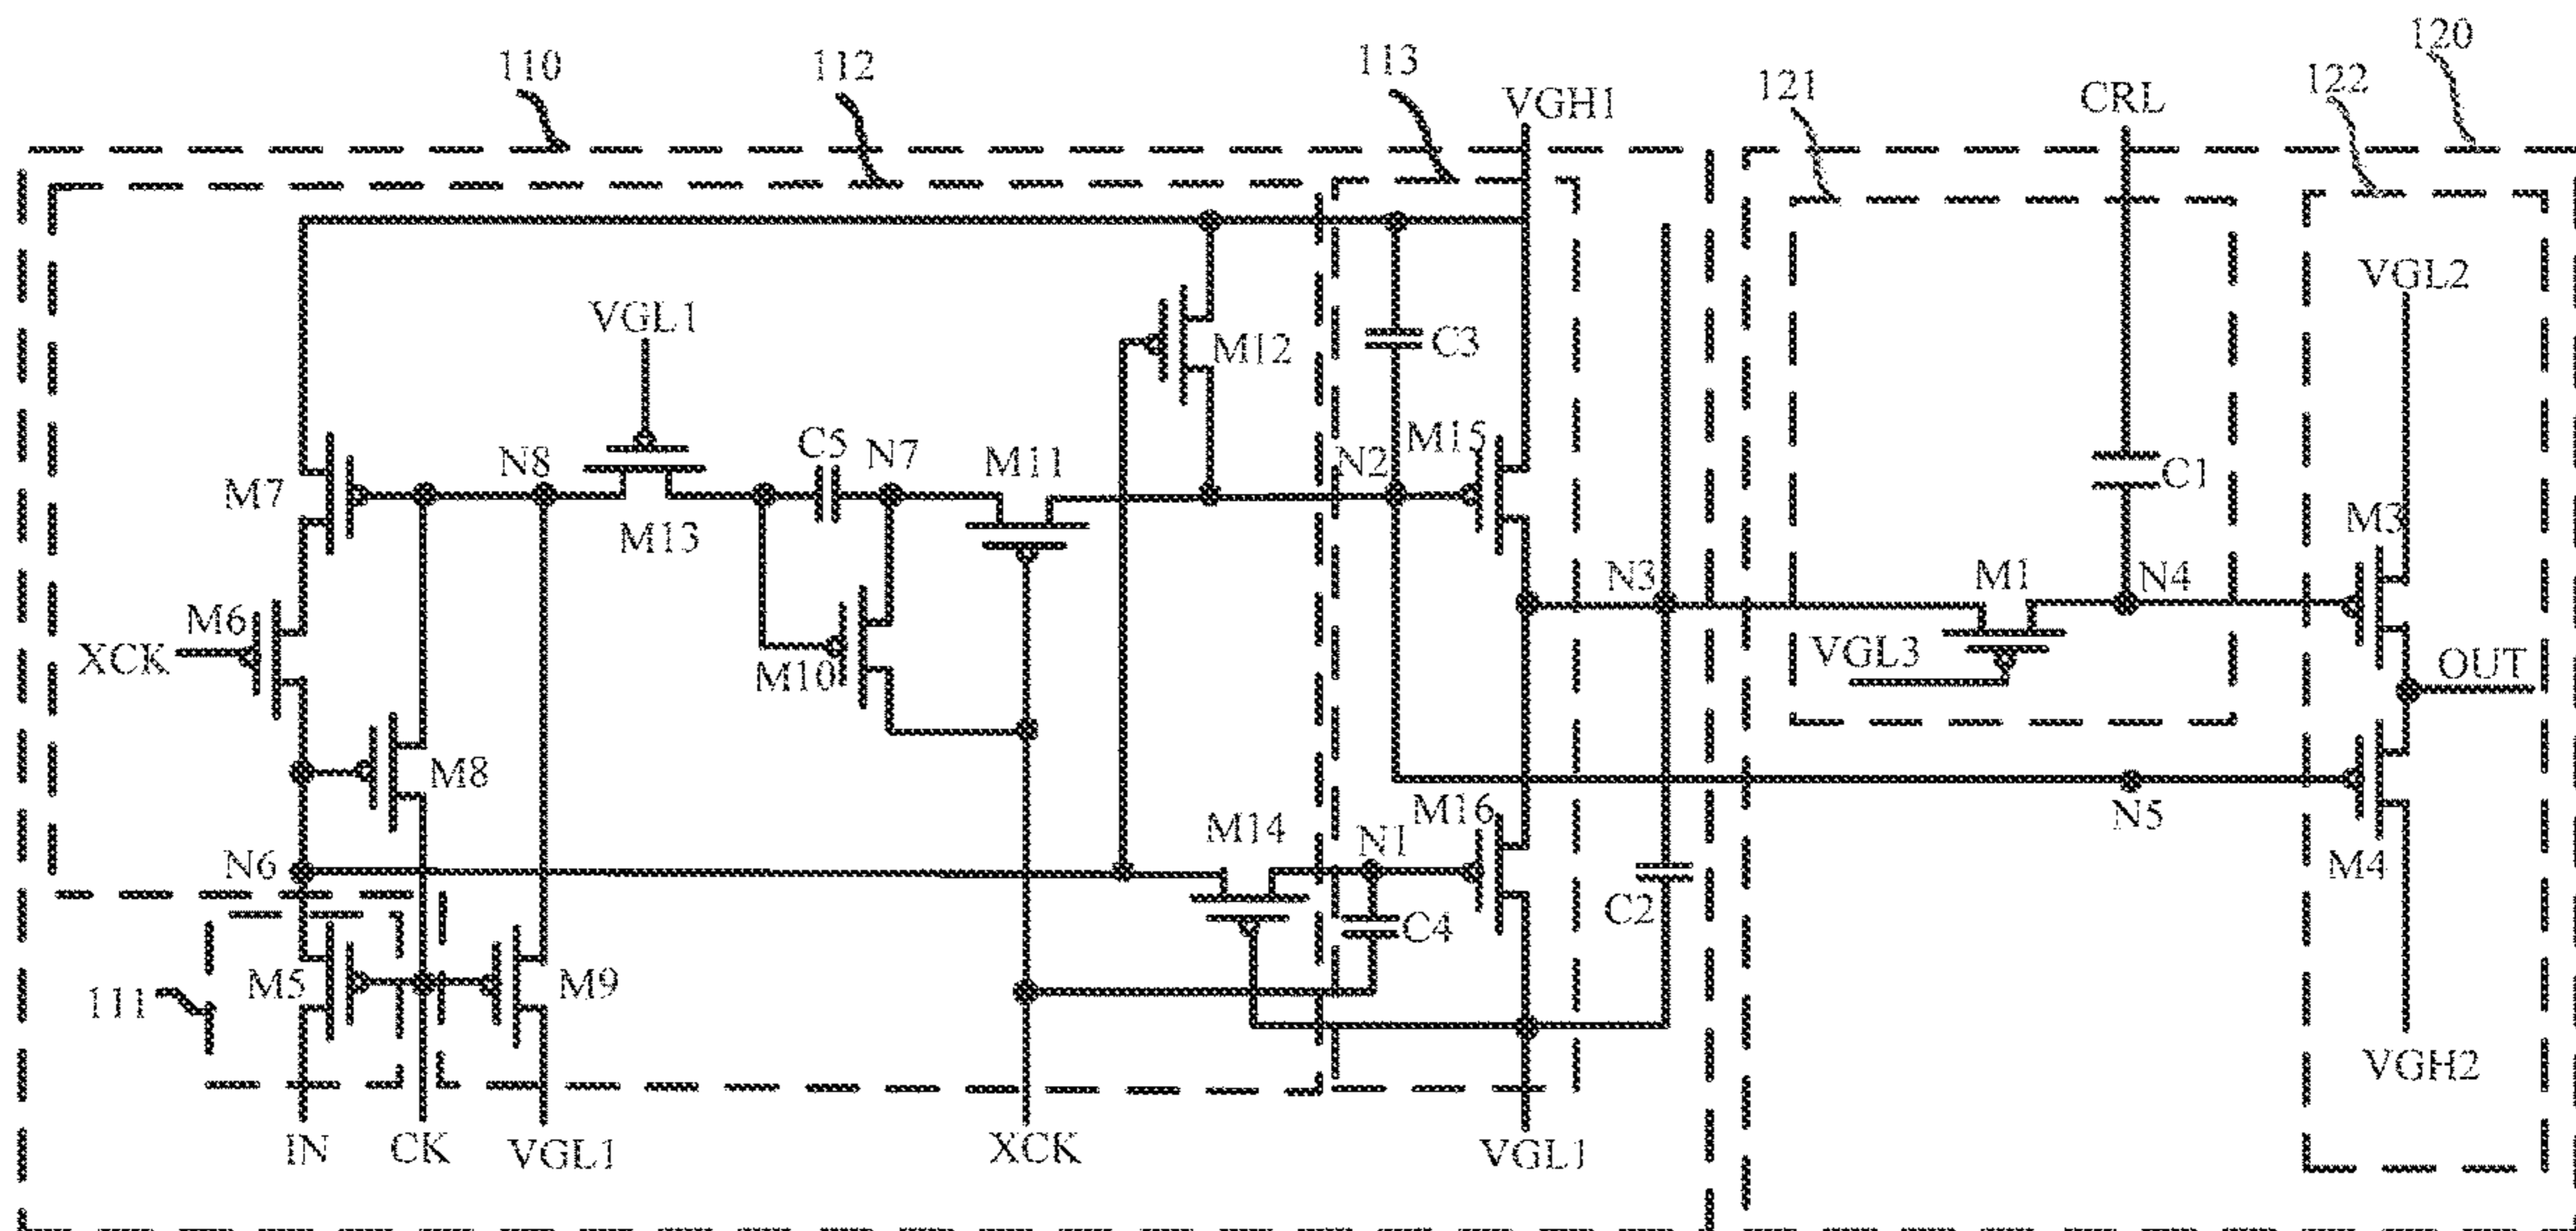 120
110
112
113
121
122
VGH1
CRL
VGL2
VGL1
M12
C3
C5
N7
M11
N2
M15
N8
M7
M13
C1
M3
M6
XCK
M10
N3
M1
N4
VGL3
OUT
M8
M14
N1
M16
N5
M4
N6
C2
C4
M5
M9
111
VGH2
IN
CK
VGL1
XCK
VGL1